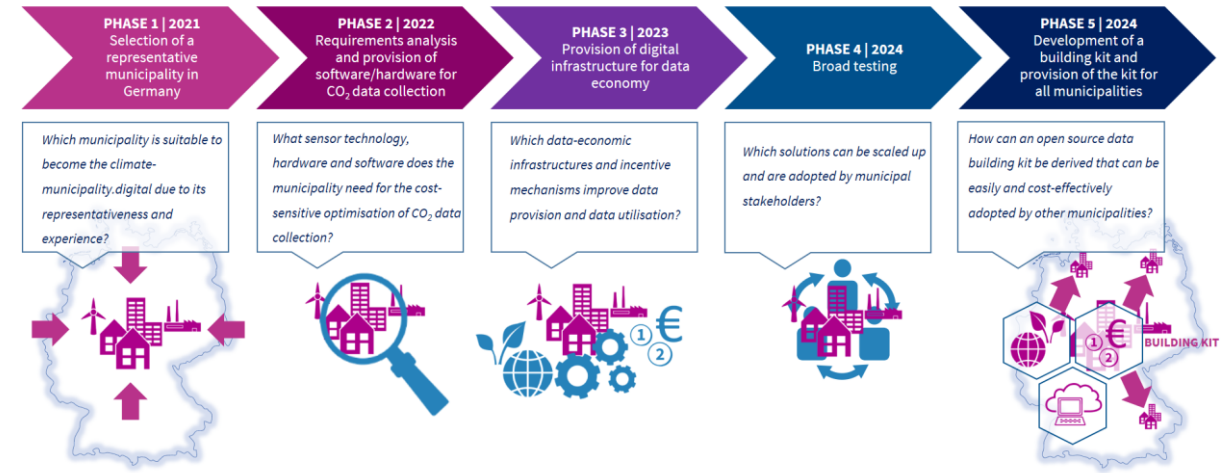 PHASE 1 | 2021
Selection of a
representative
municipality in
Germany
PHASE 2 | 2022
Requirements analysis
and provision of
software/hardware for
CO₂ data collection
PHASE 3 | 2023
Provision of digital
infrastructure for data
economy
PHASE 4 | 2024
Broad testing
PHASE 5 | 2024
Development of a
building kit and
provision of the kit for
all municipalities
Which municipality is suitable to
become the climate-
municipality.digital due to its
representativeness and
experience?
What sensor technology,
hardware and software does the
municipality need for the cost-
sensitive optimisation of CO₂ data
collection?
Which data-economic
infrastructures and incentive
mechanisms improve data
provision and data utilisation?
Which solutions can be scaled up
and are adopted by municipal
stakeholders?
How can an open source data
building kit be derived that can be
easily and cost-effectively
adopted by other municipalities?
1 €
2
1 €
2
BUILDING KIT